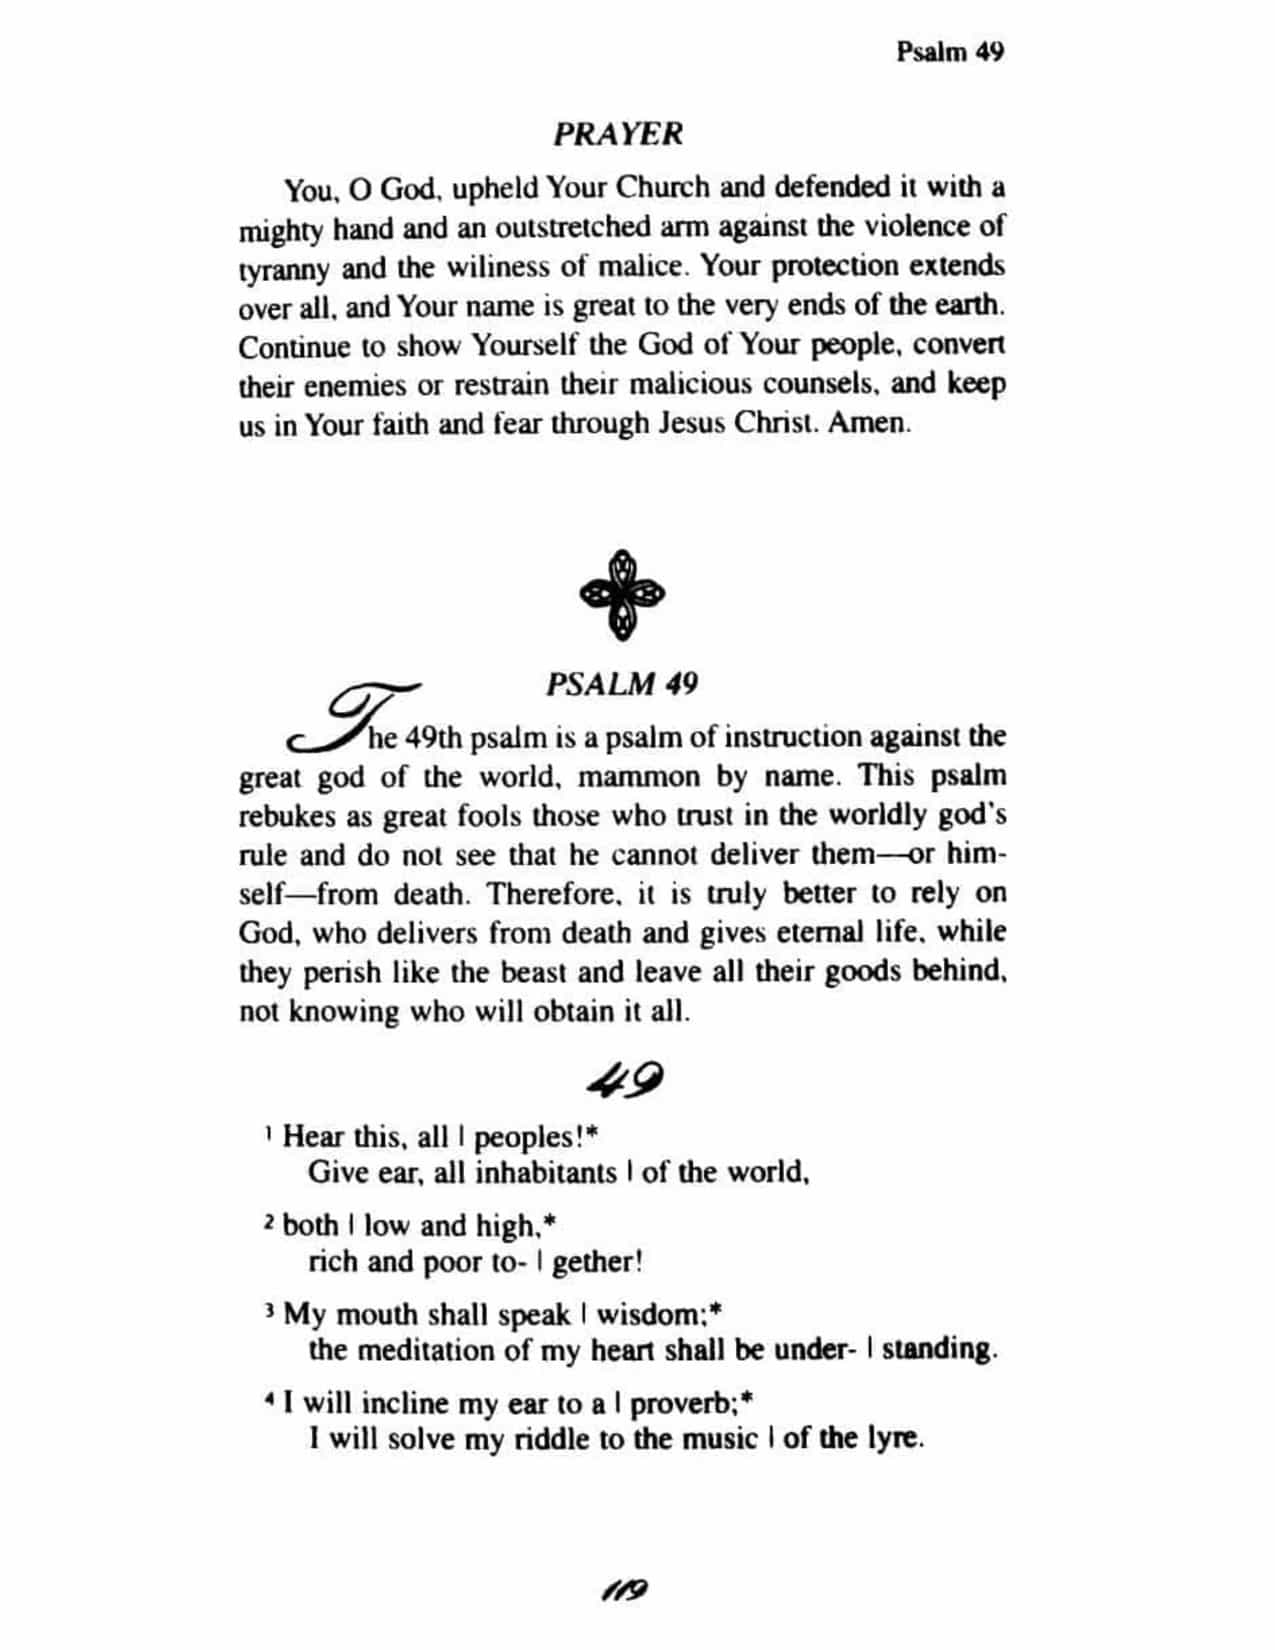 Psalm 49
PRAYER
You, O God, upheld Your Church and defended it with a
mighty hand and an outstretched arm against the violence of
tyranny and the wiliness of malice. Your protection extends
over all, and Your name is great to the very ends of the earth.
Continue to show Yourself the God of Your people, convert
their enemies or restrain their malicious counsels, and keep
us in Your faith and fear through Jesus Christ. Amen.
PSALM 49
The 49th psalm is a psalm of instruction against the
great god of the world, mammon by name. This psalm
rebukes as great fools those who trust in the worldly god's
rule and do not see that he cannot deliver them—or him-
self—from death. Therefore, it is truly better to rely on
God, who delivers from death and gives eternal life, while
they perish like the beast and leave all their goods behind,
not knowing who will obtain it all.
49
1 Hear this, all | peoples!*
Give ear, all inhabitants | of the world,
2 both | low and high,*
rich and poor to- | gether!
3 My mouth shall speak | wisdom;*
the meditation of my heart shall be under- | standing.
4 I will incline my ear to a | proverb;*
I will solve my riddle to the music | of the lyre.
119